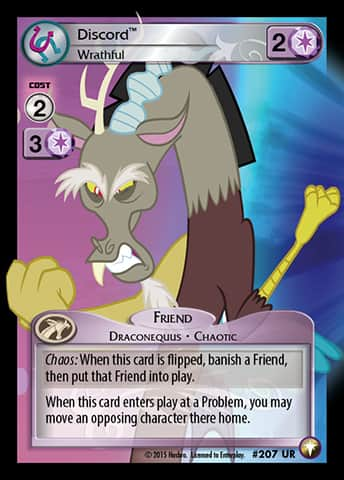 Discord™
Wrathful
2
COST
2
3
FRIEND
DRACONEQUUS • CHAOTIC
Chaos: When this card is flipped, banish a Friend,
then put that Friend into play.
When this card enters play at a Problem, you may
move an opposing character there home.
© 2015 Hasbro. Licensed to Enterplay. #207 UR